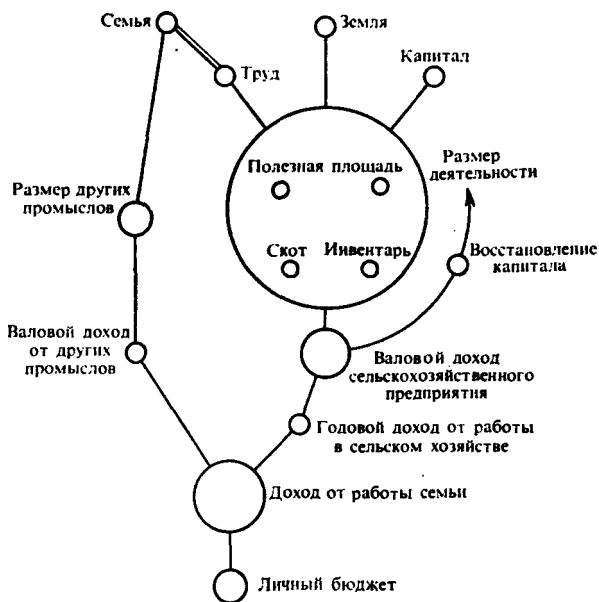 Семья
Земля
Труд
Капитал
Полезная площадь
Размер
деятельности
Размер других
промыслов
Скот
Инвентарь
Восстановление
капитала
Валовой доход
от других
промыслов
Валовой доход
сельскохозяйственного
предприятия
Годовой доход от работы
в сельском хозяйстве
Доход от работы семьи
Личный бюджет